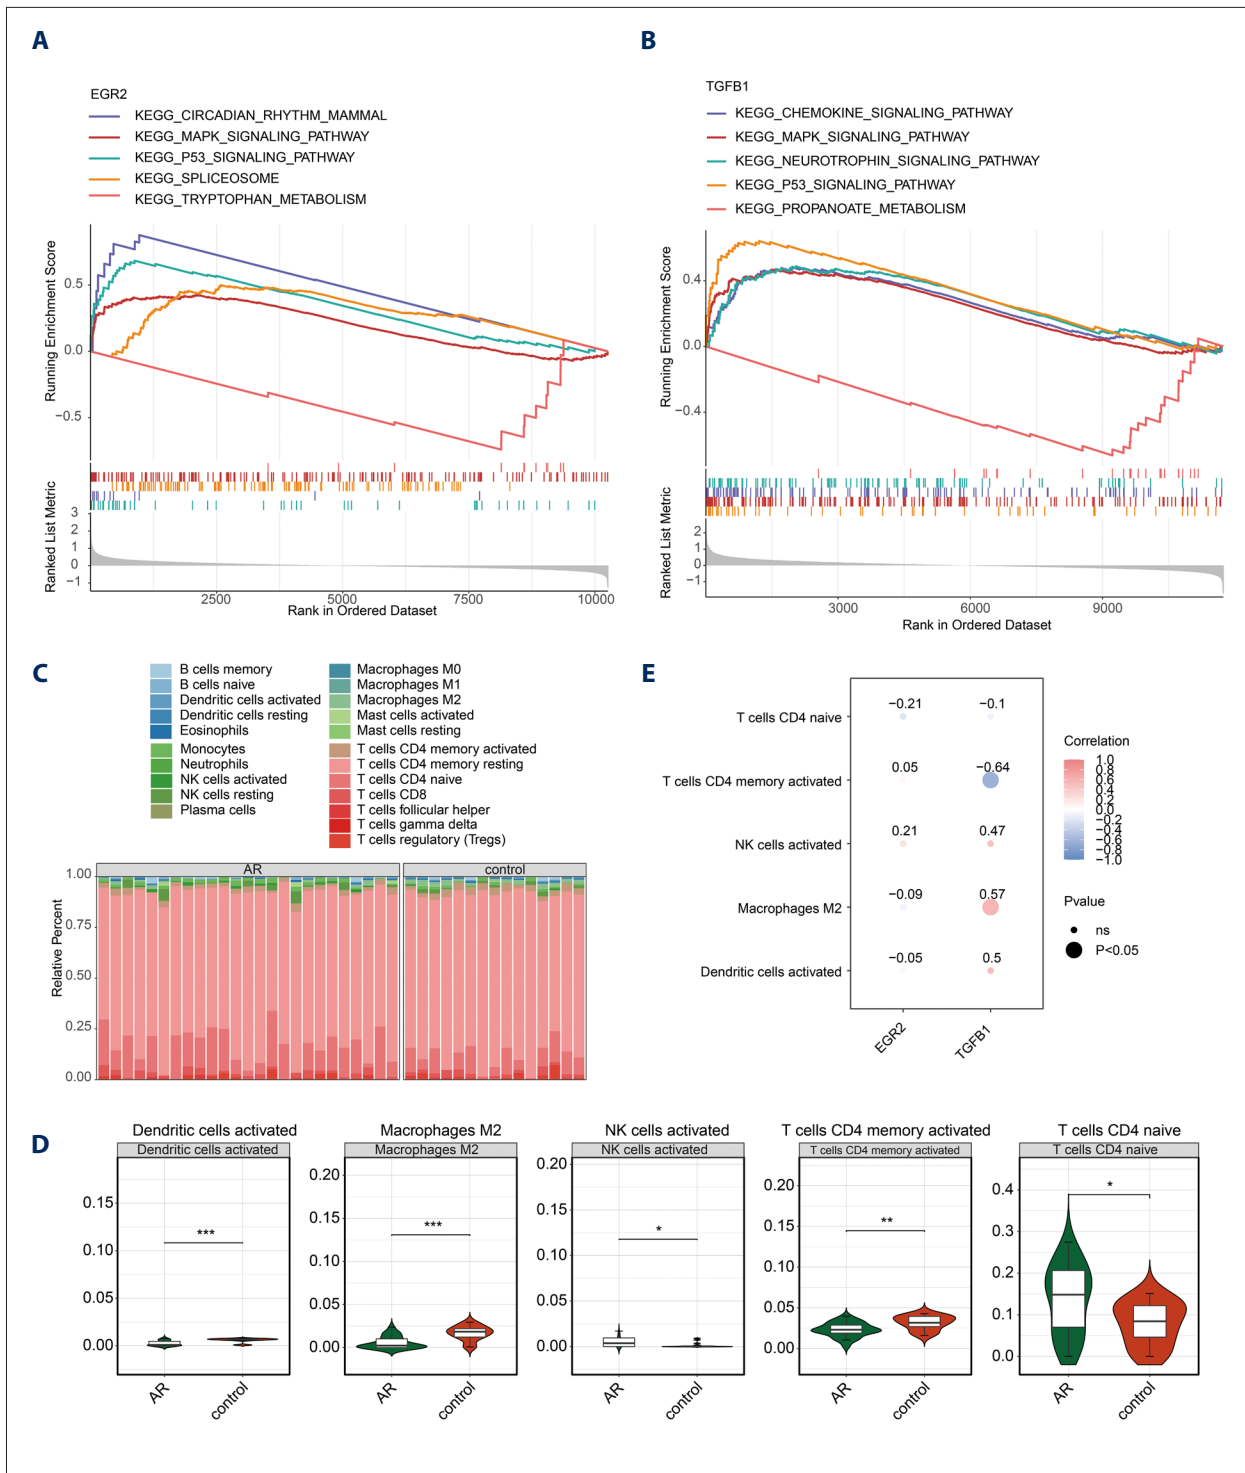 A
EGR2
KEGG_CIRCADIAN_RHYTHM_MAMMAL
KEGG_MAPK_SIGNALING_PATHWAY
KEGG_P53_SIGNALING_PATHWAY
KEGG_SPLICEOSOME
KEGG_TRYPTOPHAN_METABOLISM
Running Enrichment Score
0.5
0.0
−0.5
Ranked List Metric
3
2
1
0
−1
2500
5000
7500
10000
Rank in Ordered Dataset
B
TGFB1
KEGG_CHEMOKINE_SIGNALING_PATHWAY
KEGG_MAPK_SIGNALING_PATHWAY
KEGG_NEUROTROPHIN_SIGNALING_PATHWAY
KEGG_P53_SIGNALING_PATHWAY
KEGG_PROPANOATE_METABOLISM
Running Enrichment Score
0.4
0.0
−0.4
Ranked List Metric
2
1
0
−1
3000
6000
9000
Rank in Ordered Dataset
C
B cells memory
B cells naive
Dendritic cells activated
Dendritic cells resting
Eosinophils
Monocytes
Neutrophils
NK cells activated
NK cells resting
Plasma cells
Macrophages M0
Macrophages M1
Macrophages M2
Mast cells activated
Mast cells resting
T cells CD4 memory activated
T cells CD4 memory resting
T cells CD4 naive
T cells CD8
T cells follicular helper
T cells gamma delta
T cells regulatory (Tregs)
AR
control
Relative Percent
1.00
0.75
0.50
0.25
0.00
E
T cells CD4 naive
−0.21
−0.1
T cells CD4 memory activated
0.05
−0.64
NK cells activated
0.21
0.47
Macrophages M2
−0.09
0.57
Dendritic cells activated
−0.05
0.5
EGR2
TGFB1
Correlation
1.0
0.8
0.6
0.4
0.2
0.0
−0.2
−0.4
−0.6
−0.8
−1.0
Pvalue
ns
P<0.05
D
Dendritic cells activated
Dendritic cells activated
0.15
0.10
0.05
0.00
***
AR
control
Macrophages M2
Macrophages M2
0.20
0.15
0.10
0.05
0.00
***
AR
control
NK cells activated
NK cells activated
0.20
0.15
0.10
0.05
0.00
*
AR
control
T cells CD4 memory activated
T cells CD4 memory activated
0.20
0.15
0.10
0.05
0.00
**
AR
control
T cells CD4 naive
T cells CD4 naive
0.4
0.3
0.2
0.1
0.0
*
AR
control